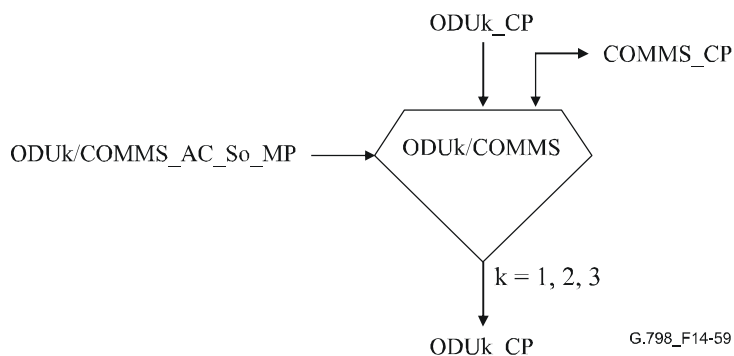 ODUk_CP
COMMS_CP
ODUk/COMMS_AC_So_MP
ODUk/COMMS
k = 1, 2, 3
ODUk_CP
G.798_F14-59